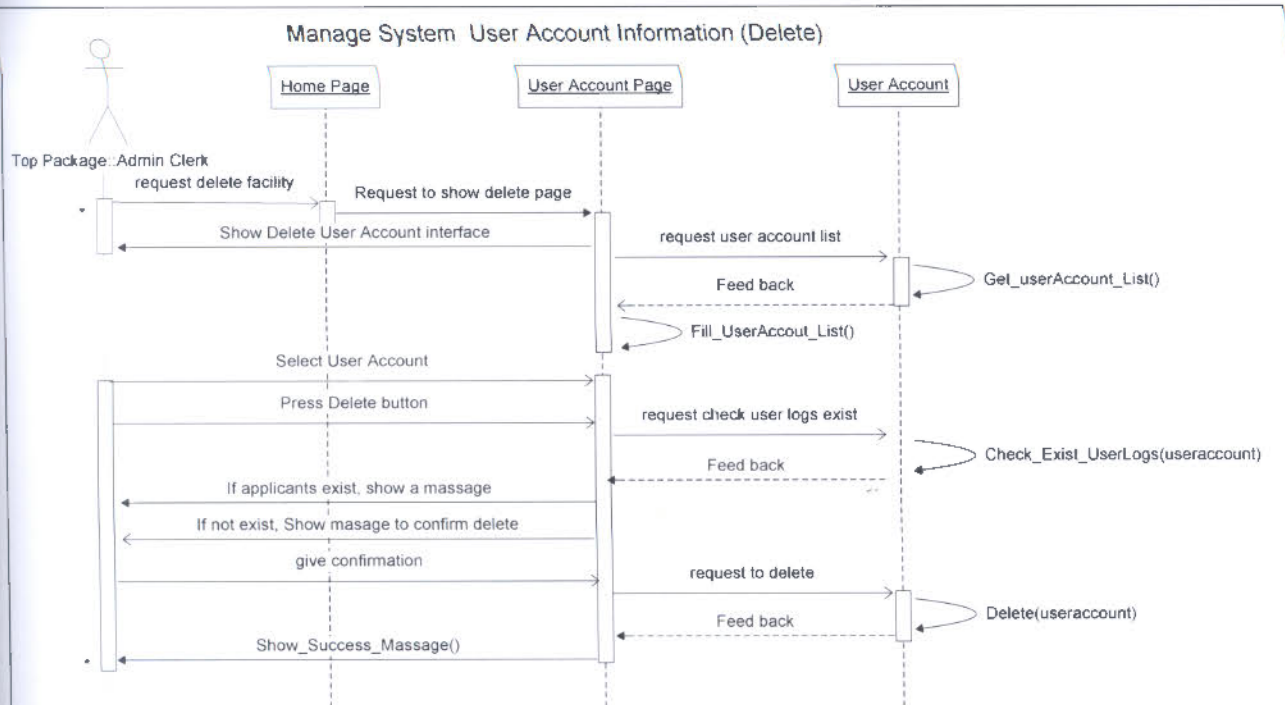 Manage System User Account Information (Delete)
Home Page
User Account Page
User Account
Top Package::Admin Clerk
request delete facility
Request to show delete page
Show Delete User Account interface
request user account list
Get_userAccount_List()
Feed back
Fill_UserAccout_List()
Select User Account
Press Delete button
request check user logs exist
Check_Exist_UserLogs(useraccount)
Feed back
If applicants exist, show a massage
If not exist, Show masage to confirm delete
give confirmation
request to delete
Delete(useraccount)
Feed back
Show_Success_Massage()